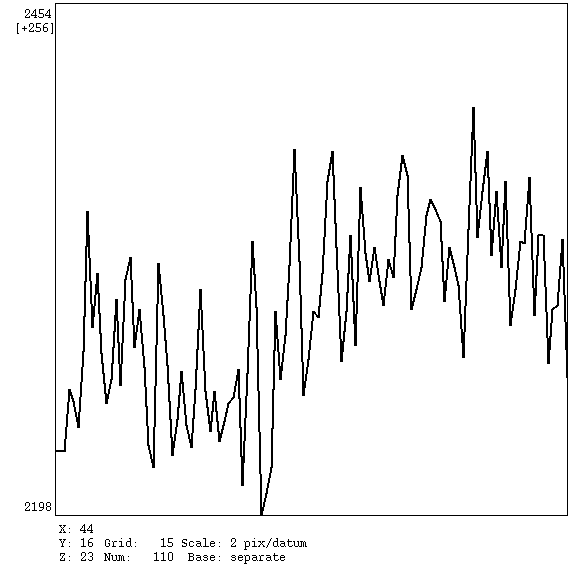 2454
[+256]
2198
X: 44
Y: 16 Grid: 15 Scale: 2 pix/datum
Z: 23 Num: 110 Base: separate